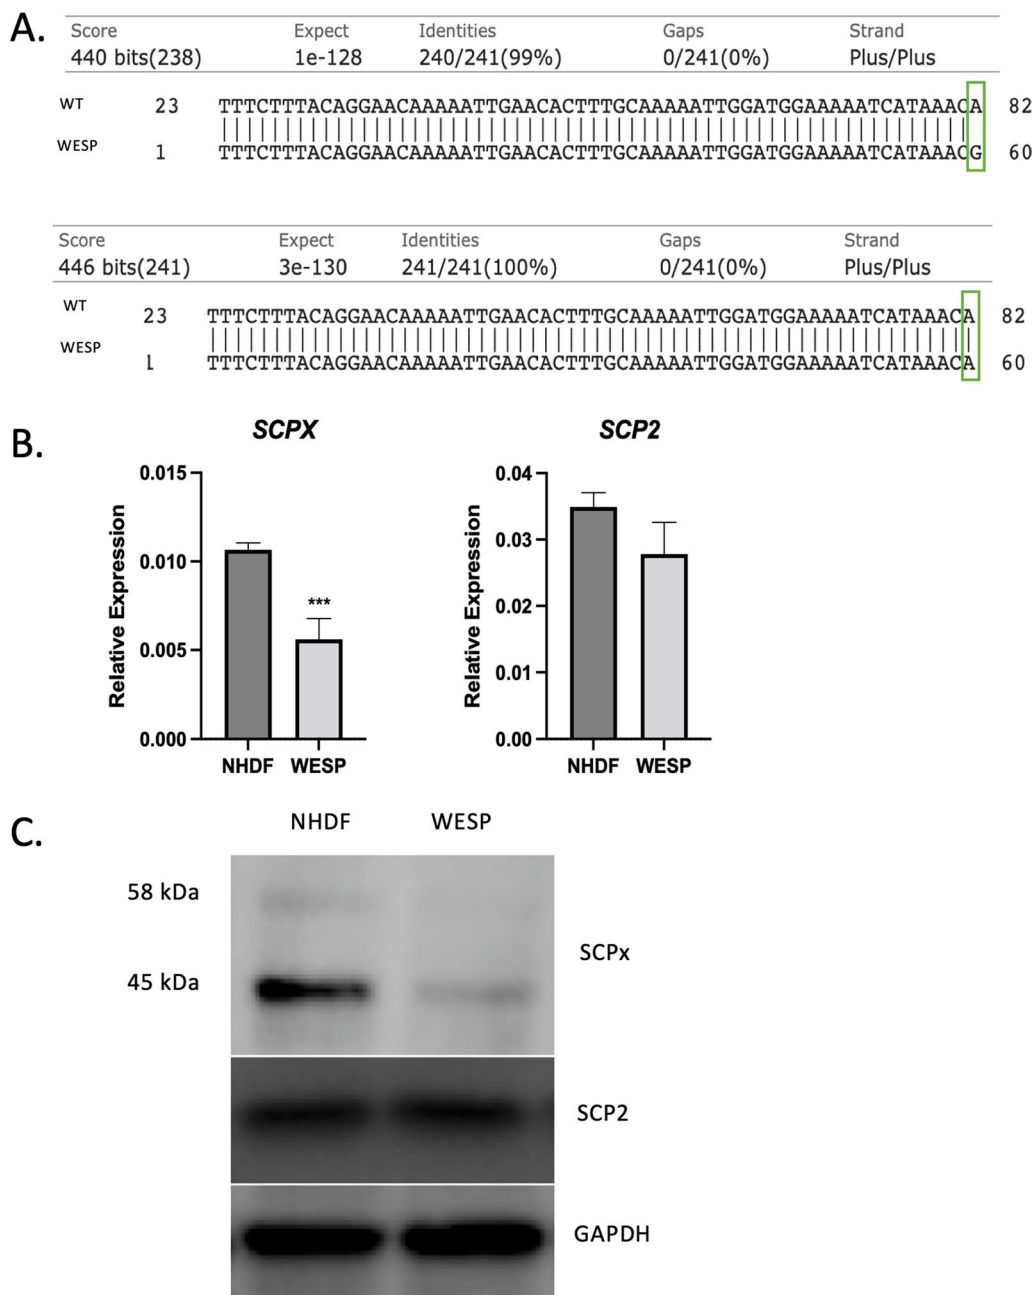 A.
Score Expect Identities Gaps Strand
440 bits(238) 1e-128 240/241(99%) 0/241(0%) Plus/Plus
WT 23 TTTCTTTACAGGAACAAAAATTGAACACTTTGCAAAAATTGGATGGAAAAATCATAAACA 82
WESP 1 TTTCTTTACAGGAACAAAAATTGAACACTTTGCAAAAATTGGATGGAAAAATCATAAACG 60
Score Expect Identities Gaps Strand
446 bits(241) 3e-130 241/241(100%) 0/241(0%) Plus/Plus
WT 23 TTTCTTTACAGGAACAAAAATTGAACACTTTGCAAAAATTGGATGGAAAAATCATAAACA 82
WESP 1 TTTCTTTACAGGAACAAAAATTGAACACTTTGCAAAAATTGGATGGAAAAATCATAAACA 60
B.
SCPX
Relative Expression
0.015
0.010
0.005
0.000
***
NHDF WESP
SCP2
Relative Expression
0.04
0.03
0.02
0.01
0.00
NHDF WESP
C.
NHDF WESP
58 kDa
45 kDa
SCPx
SCP2
GAPDH